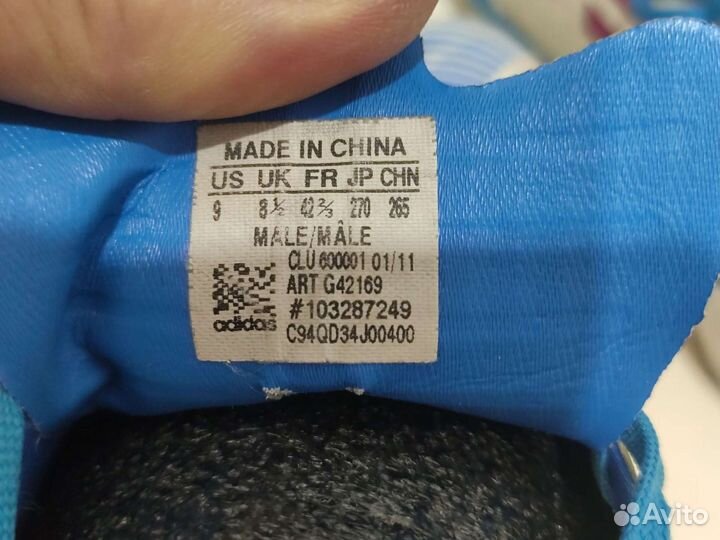 MADE IN CHINA
US UK FR JP CHN
9 8½ 42⅔ 270 265
MALE/MÂLE
CLU 600001 01/11
ART G42169
#103287249
adidas C94QD34J00400
Avito